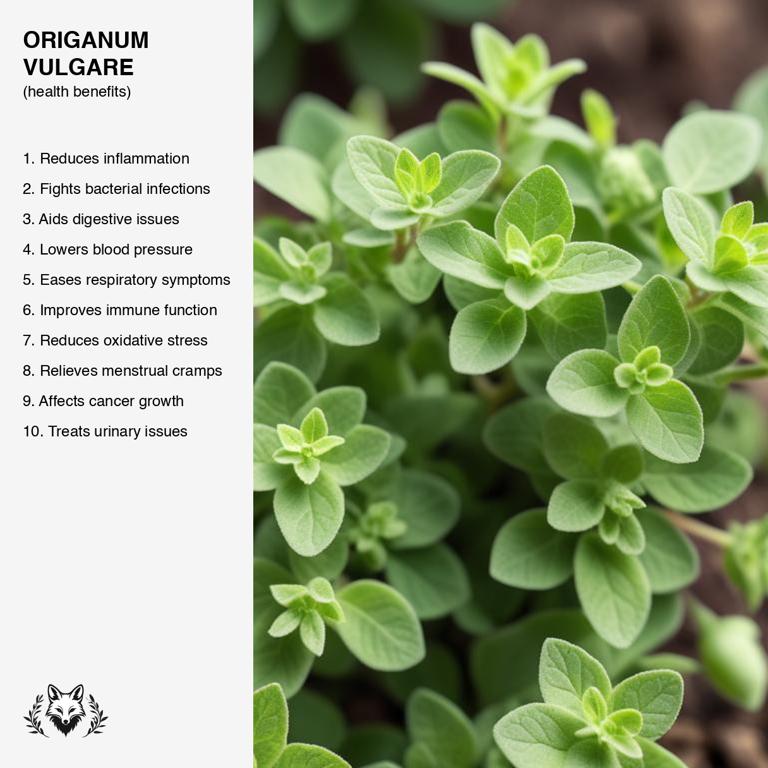 ORIGANUM
VULGARE
(health benefits)
1. Reduces inflammation
2. Fights bacterial infections
3. Aids digestive issues
4. Lowers blood pressure
5. Eases respiratory symptoms
6. Improves immune function
7. Reduces oxidative stress
8. Relieves menstrual cramps
9. Affects cancer growth
10. Treats urinary issues